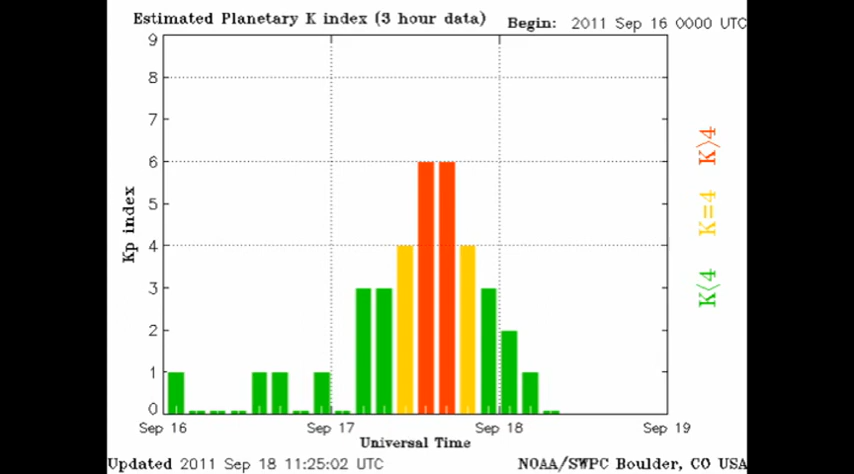 Estimated Planetary K index (3 hour data)
Begin: 2011 Sep 16 0000 UTC
9
8
7
6
5
4
3
2
1
0
Kp index
K>4
K=4
K<4
Sep 16
Sep 17
Sep 18
Sep 19
Universal Time
Updated 2011 Sep 18 11:25:02 UTC
NOAA/SWPC Boulder, CO USA